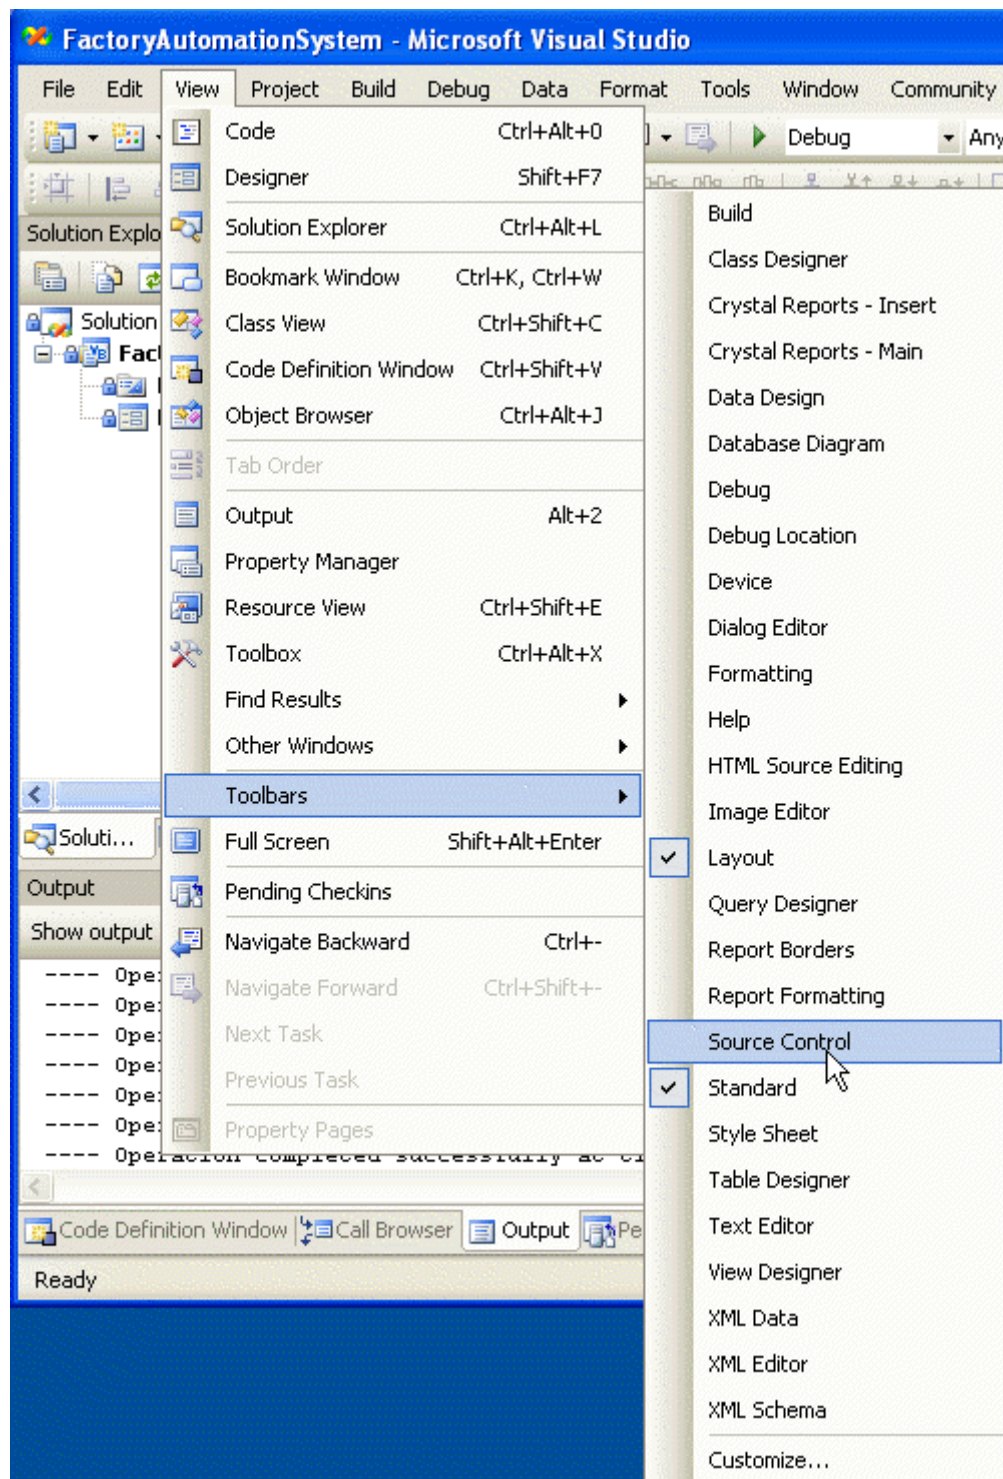 FactoryAutomationSystem - Microsoft Visual Studio
File Edit View Project Build Debug Data Format Tools Window Community
Debug Any
Solution Explo
Solution
Fact
Soluti...
Output
Show output
---- Ope
---- Ope
---- Ope
---- Ope
---- Ope
---- Ope
---- Operation completed successfully at
Code Definition Window Call Browser Output Pe
Ready
Code Ctrl+Alt+0
Designer Shift+F7
Solution Explorer Ctrl+Alt+L
Bookmark Window Ctrl+K, Ctrl+W
Class View Ctrl+Shift+C
Code Definition Window Ctrl+Shift+V
Object Browser Ctrl+Alt+J
Tab Order
Output Alt+2
Property Manager
Resource View Ctrl+Shift+E
Toolbox Ctrl+Alt+X
Find Results
Other Windows
Toolbars
Full Screen Shift+Alt+Enter
Pending Checkins
Navigate Backward Ctrl+-
Navigate Forward Ctrl+Shift+-
Next Task
Previous Task
Property Pages
Build
Class Designer
Crystal Reports - Insert
Crystal Reports - Main
Data Design
Database Diagram
Debug
Debug Location
Device
Dialog Editor
Formatting
Help
HTML Source Editing
Image Editor
Layout
Query Designer
Report Borders
Report Formatting
Source Control
Standard
Style Sheet
Table Designer
Text Editor
View Designer
XML Data
XML Editor
XML Schema
Customize...